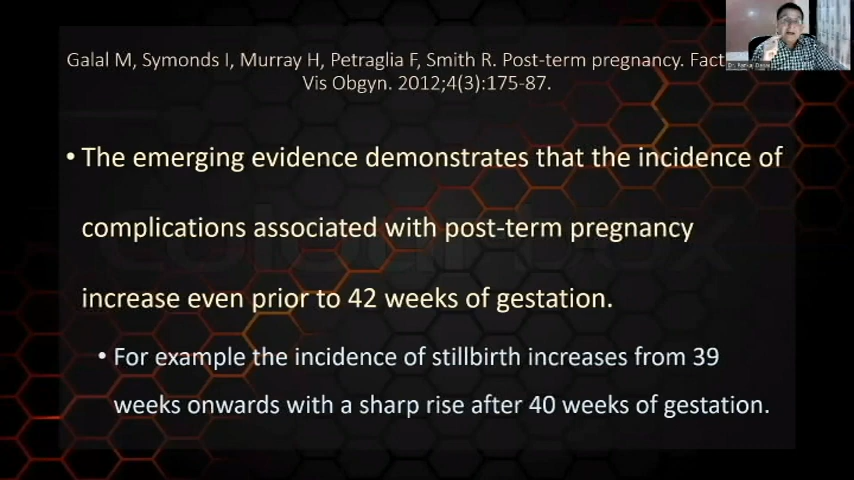 Galal M, Symonds I, Murray H, Petraglia F, Smith R. Post-term pregnancy. Fact
Vis Obgyn. 2012;4(3):175-87.
• The emerging evidence demonstrates that the incidence of
complications associated with post-term pregnancy
increase even prior to 42 weeks of gestation.
• For example the incidence of stillbirth increases from 39
weeks onwards with a sharp rise after 40 weeks of gestation.
Dr.